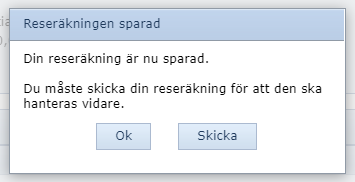 Reseräkningen sparad
Din reseräkning är nu sparad.
Du måste skicka din reseräkning för att den ska
hanteras vidare.
Ok
Skicka